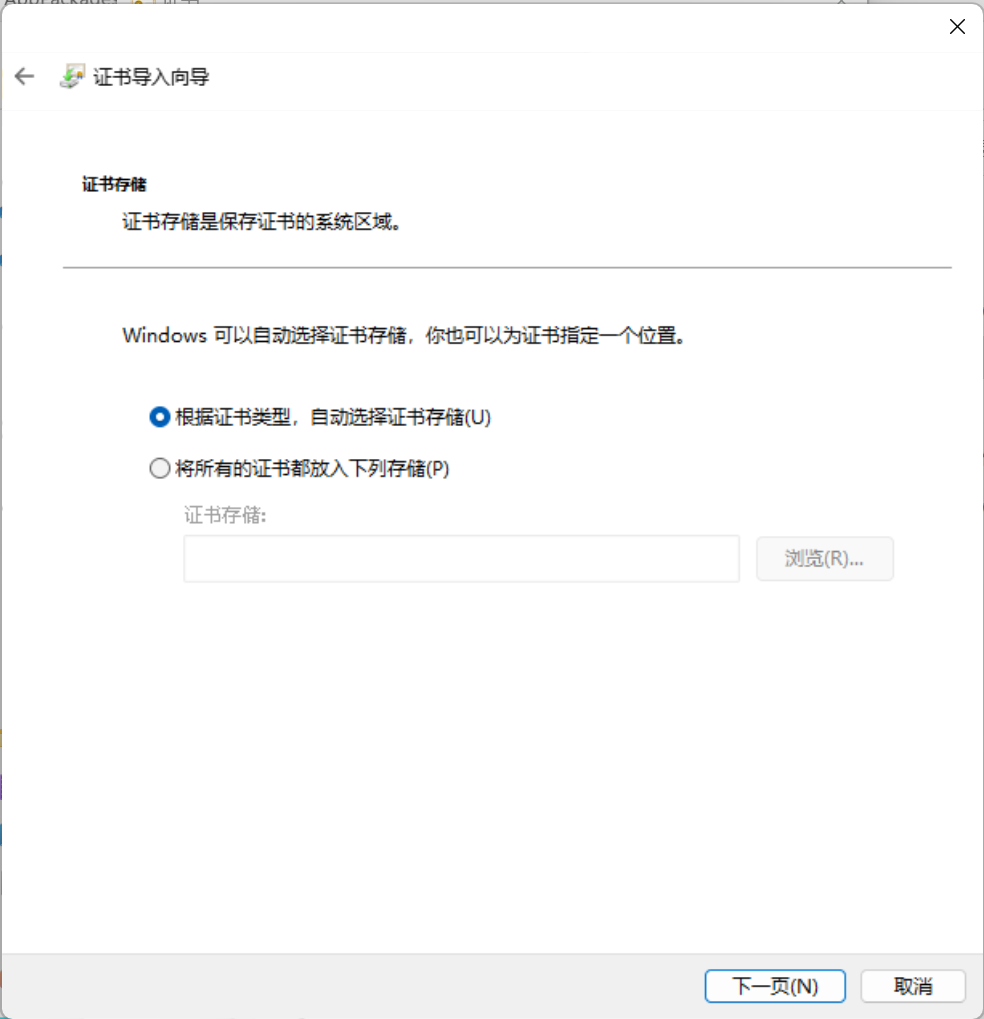 证书导入向导
证书存储
证书存储是保存证书的系统区域。
Windows 可以自动选择证书存储，你也可以为证书指定一个位置。
根据证书类型，自动选择证书存储(U)
将所有的证书都放入下列存储(P)
证书存储:
浏览(R)...
下一页(N)
取消